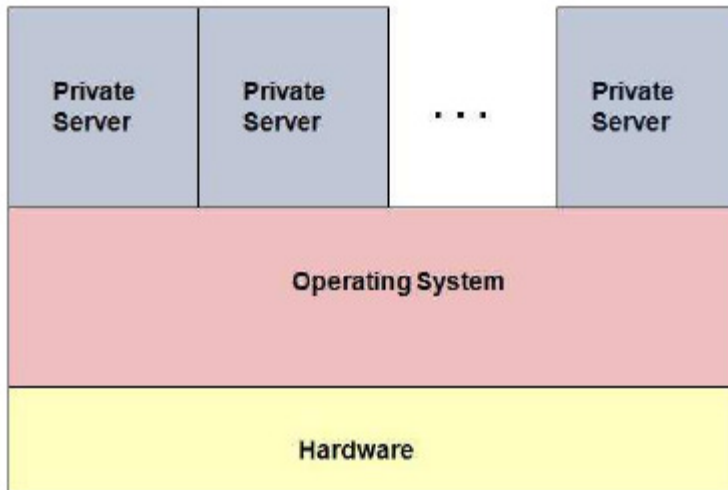 Private
Server
Private
Server
. . .
Private
Server
Operating System
Hardware